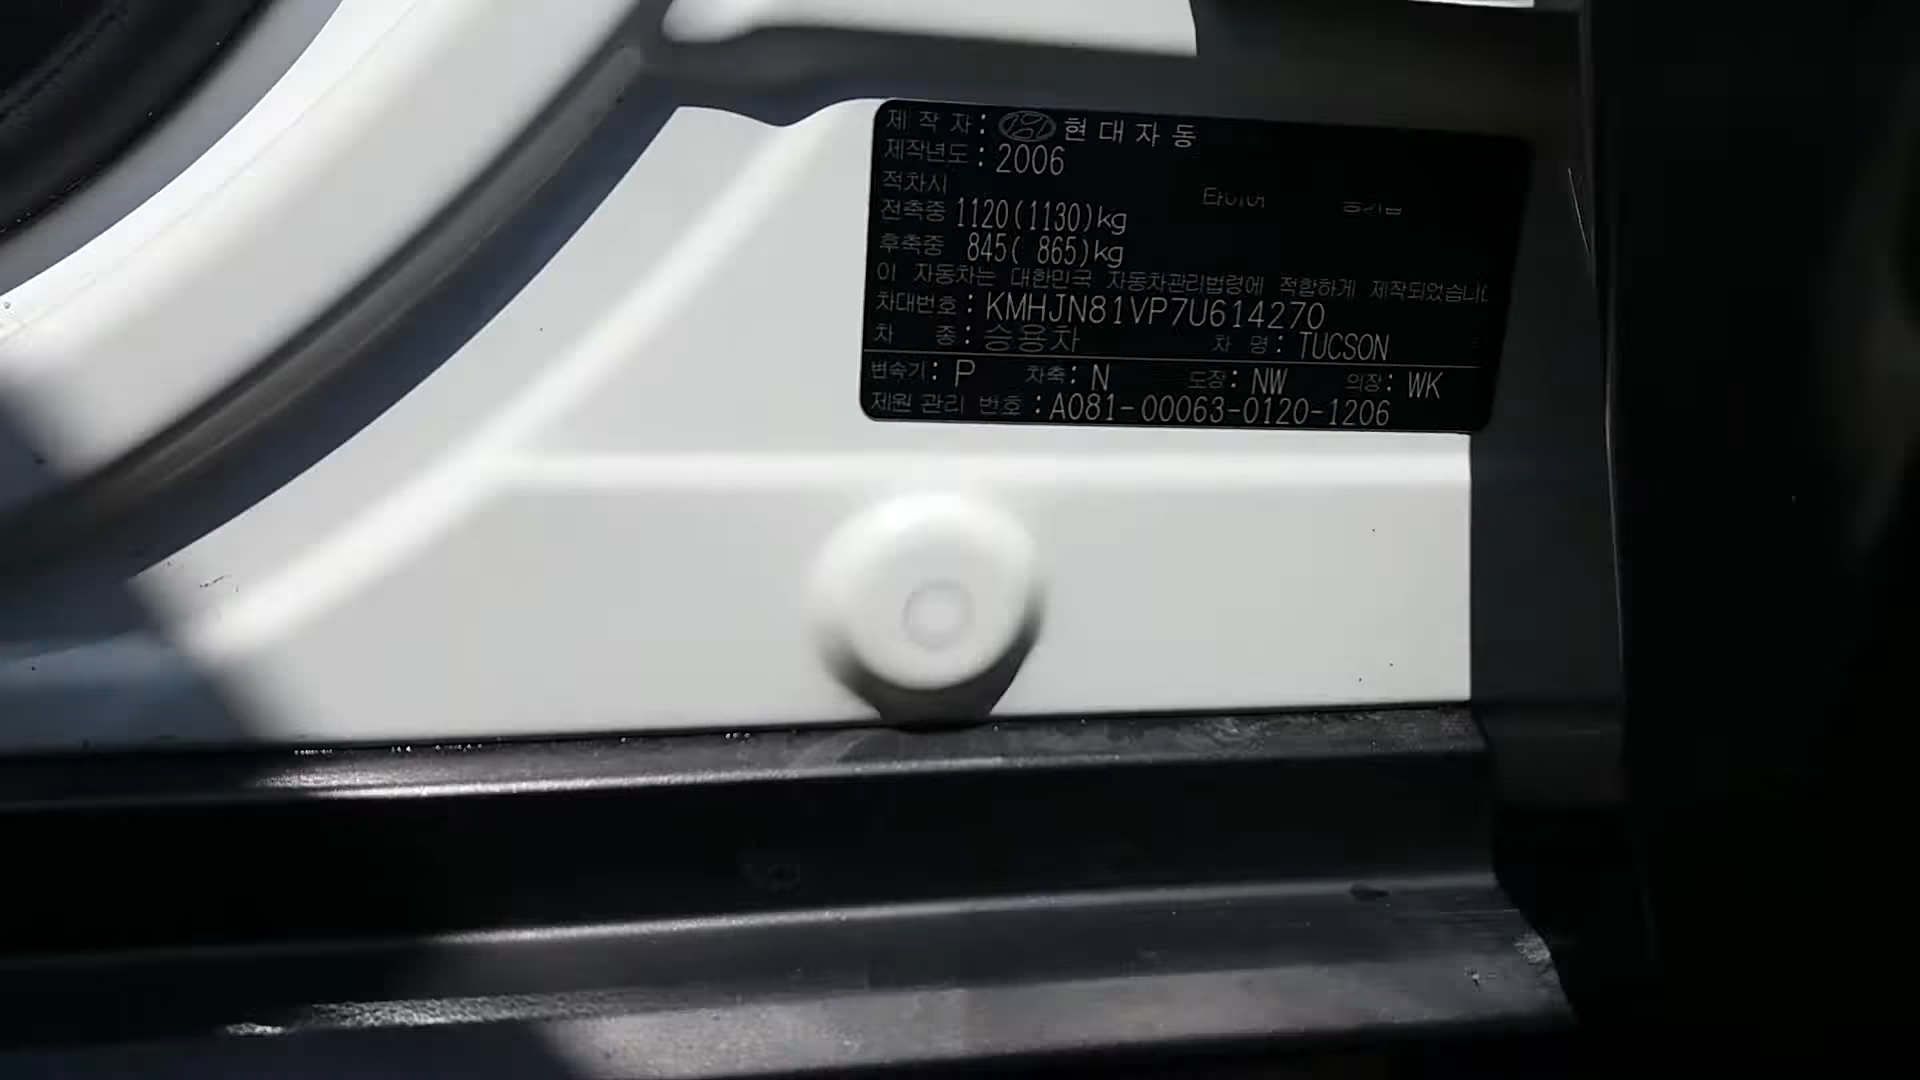 제 작 자 : 현 대 자 동
제작년도 : 2006
적차시 타이어
전축중 1120(1130)kg
후축중 845( 865)kg
이 자동차는 대한민국 자동차관리법령에 적합하게 제작되었습니다
차대번호 : KMHJN81VP7U614270
차 종 : 승용차 차 명 : TUCSON
변속기 : P 차축 : N 도장 : NW 의장 : WK
제원 관리 번호 : A081-00063-0120-1206